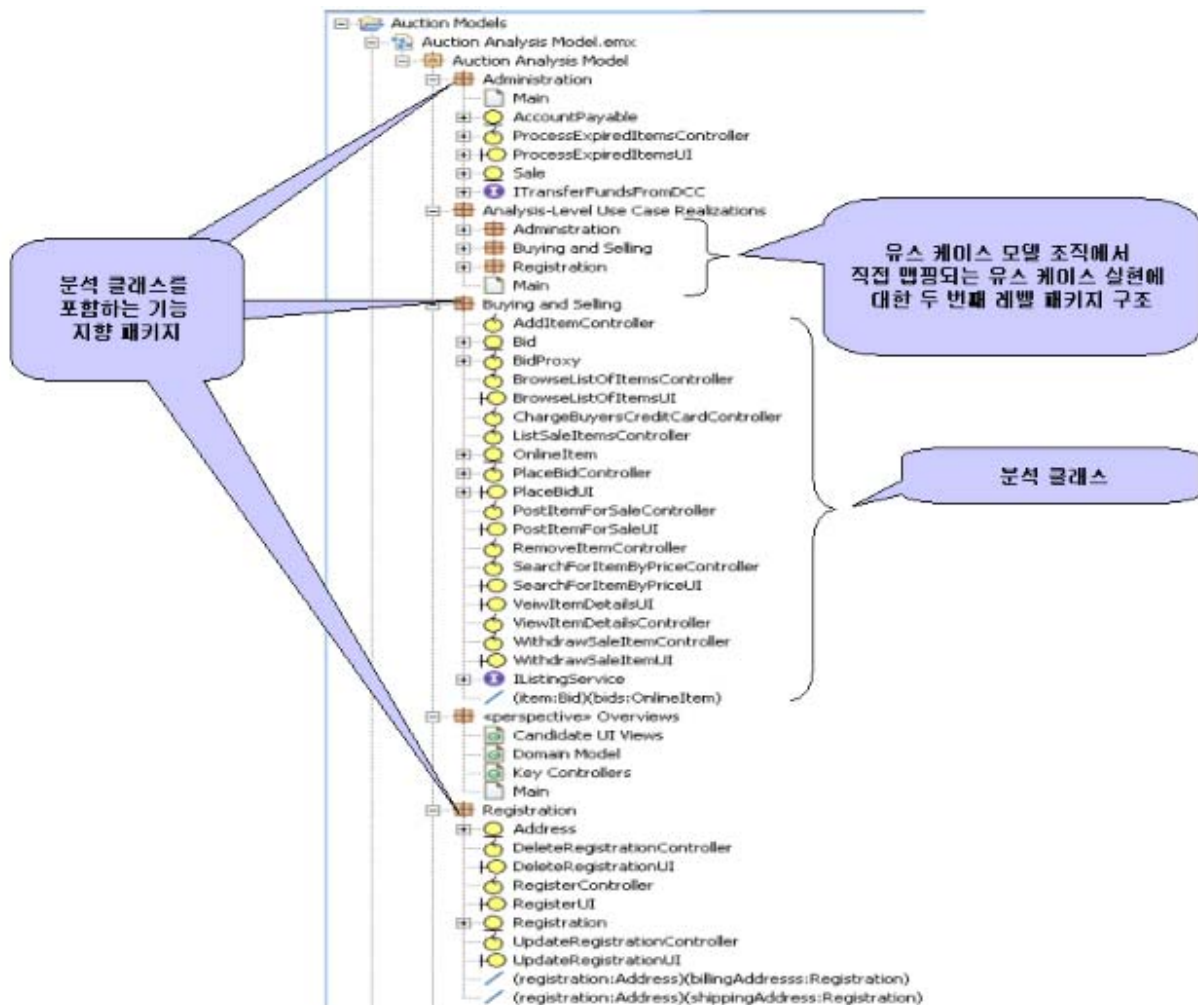 Auction Models
Auction Analysis Model.emx
Auction Analysis Model
Administration
Main
AccountPayable
ProcessExpiredItemsController
ProcessExpiredItemsUI
Sale
ITransferFundsFromDCC
Analysis-Level Use Case Realizations
Adminstration
Buying and Selling
Registration
Main
Buying and Selling
AddItemController
Bid
BidProxy
BrowseListOfItemsController
BrowseListOfItemsUI
ChargeBuyersCreditCardController
ListSaleItemsController
OnlineItem
PlaceBidController
PlaceBidUI
PostItemForSaleController
PostItemForSaleUI
RemoveItemController
SearchForItemByPriceController
SearchForItemByPriceUI
VeiwItemDetailsUI
ViewItemDetailsController
WithdrawSaleItemController
WithdrawSaleItemUI
IListingService
(item:Bid)(bids:OnlineItem)
«perspective» Overviews
Candidate UI Views
Domain Model
Key Controllers
Main
Registration
Address
DeleteRegistrationController
DeleteRegistrationUI
RegisterController
RegisterUI
Registration
UpdateRegistrationController
UpdateRegistrationUI
(registration:Address)(billingAddresss:Registration)
(registration:Address)(shippingAddress:Registration)
분석 클래스를
포함하는 기능
지향 패키지
유스 케이스 모델 조직에서
직접 맵핑되는 유스 케이스 실현에
대한 두 번째 레벨 패키지 구조
분석 클래스